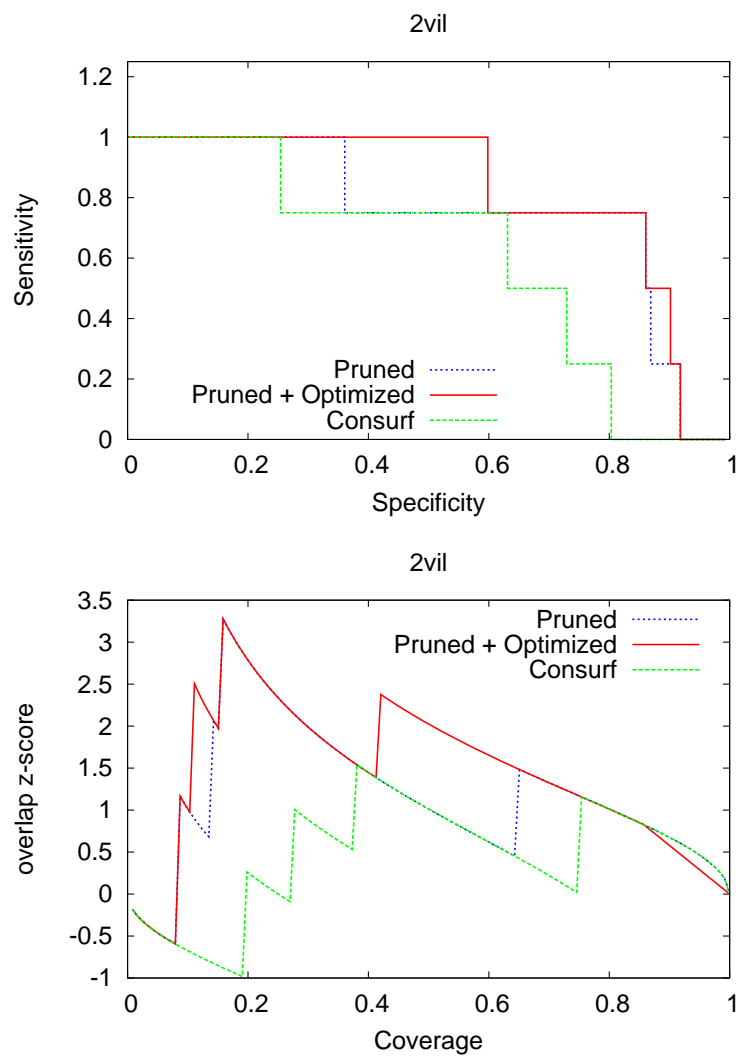 2vil
1.2
1
0.8
0.6
0.4
0.2
0
Sensitivity
Pruned
Pruned + Optimized
Consurf
0 0.2 0.4 0.6 0.8 1
Specificity
2vil
3.5
3
2.5
2
1.5
1
0.5
0
-0.5
-1
overlap z-score
Pruned
Pruned + Optimized
Consurf
0 0.2 0.4 0.6 0.8 1
Coverage